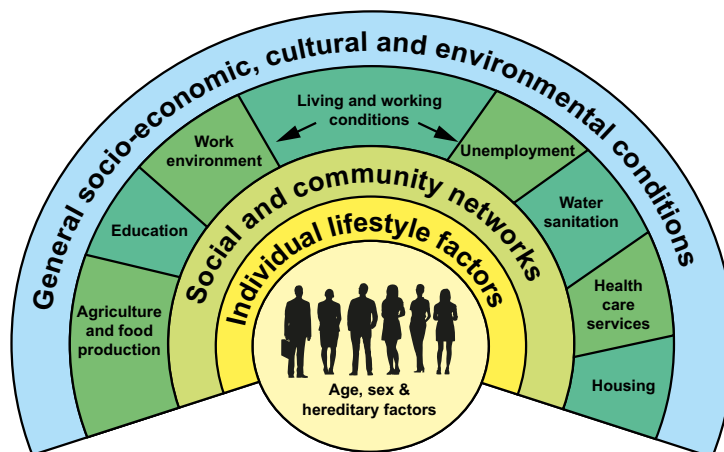 General socio-economic, cultural and environmental conditions
Living and working
conditions
Work
environment
Unemployment
Education
Water
sanitation
Agriculture
and food
production
Health
care
services
Housing
Social and community networks
Individual lifestyle factors
Age, sex &
hereditary factors